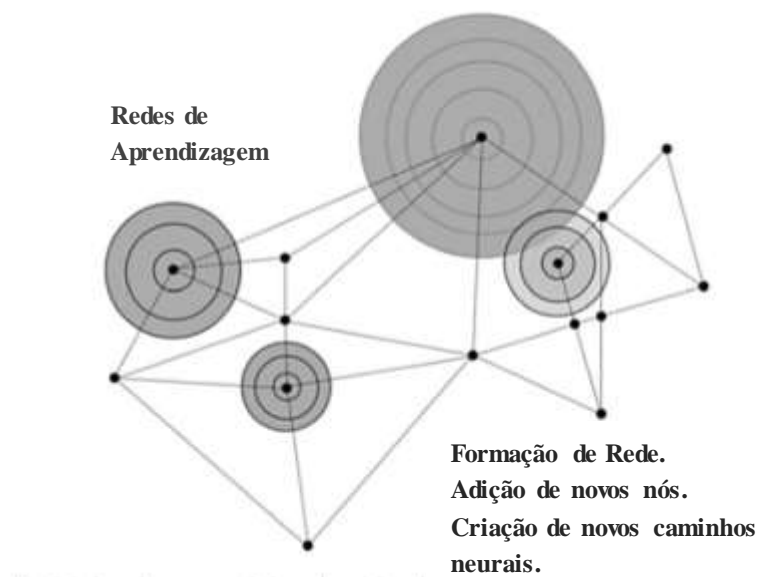 Redes de
Aprendizagem
Formação de Rede.
Adição de novos nós.
Criação de novos caminhos
neurais.